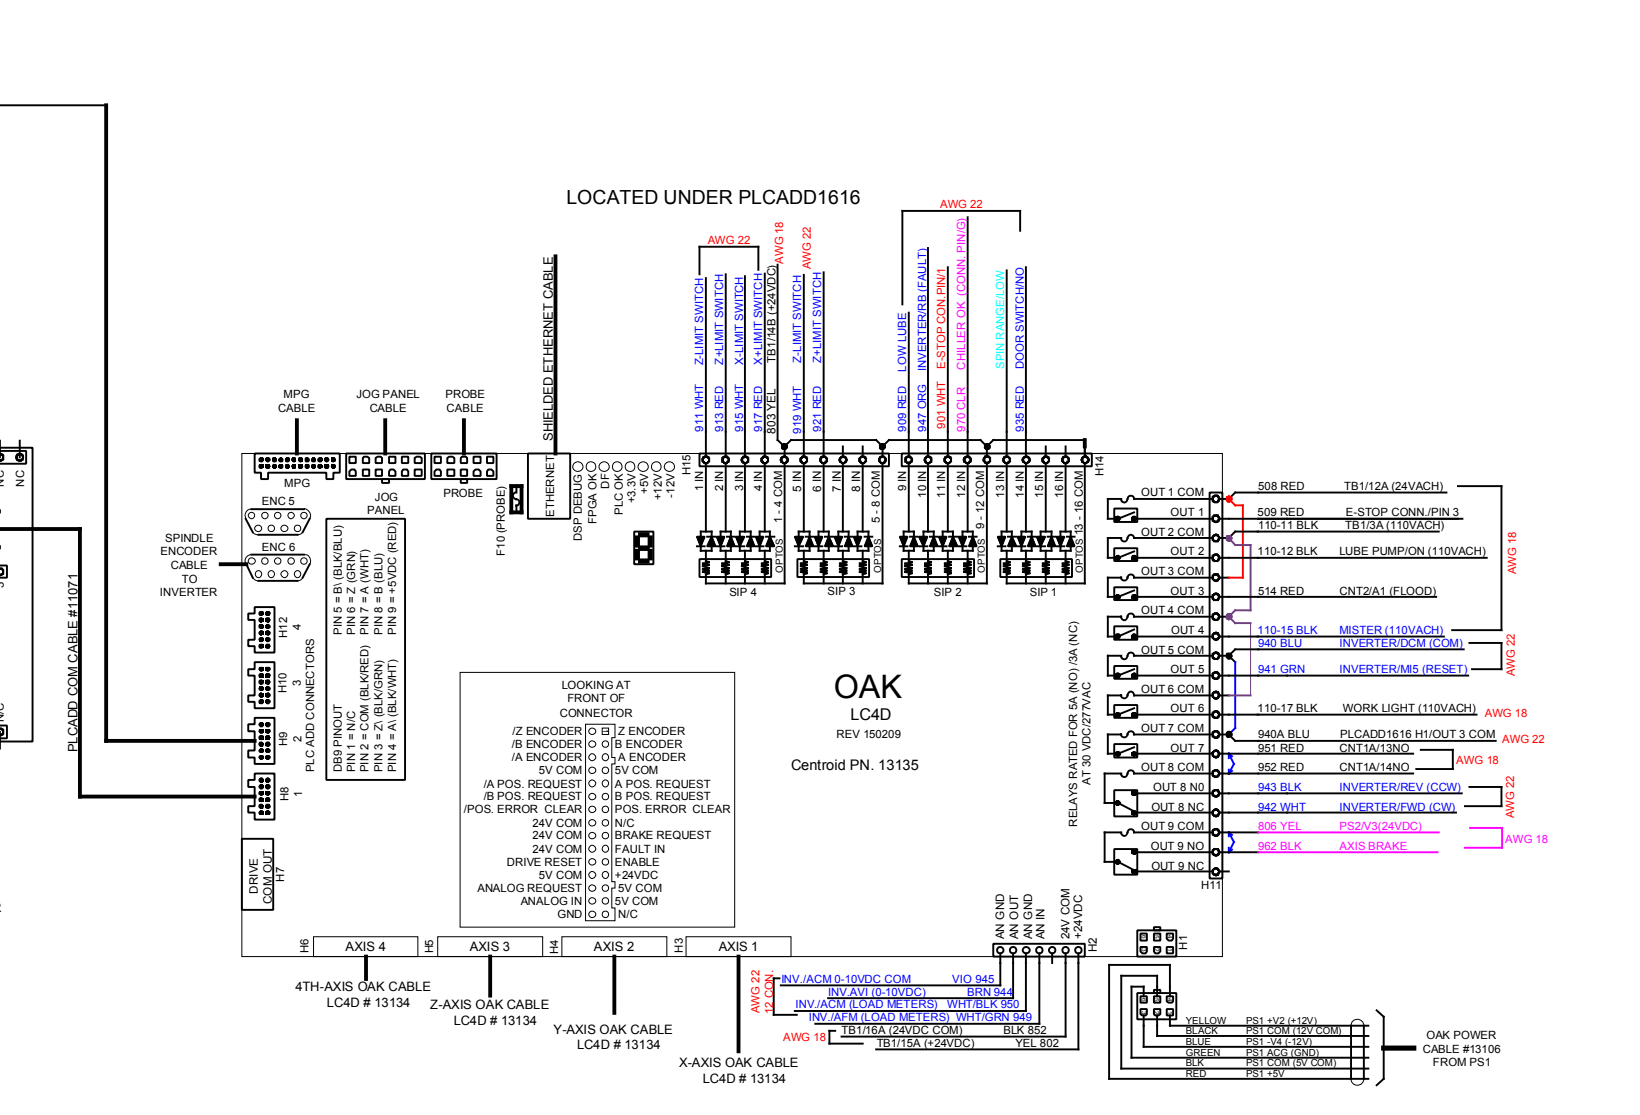 LOCATED UNDER PLCADD1616
AWG 22
AWG 18
AWG 22
AWG 22
SHIELDED ETHERNET CABLE
911 WHT Z-LIMIT SWITCH
913 RED Z+LIMIT SWITCH
915 WHT X-LIMIT SWITCH
917 RED X+LIMIT SWITCH
803 YEL TB1/14B (+24VDC)
919 WHT Z-LIMIT SWITCH
921 RED Z+LIMIT SWITCH
909 RED LOW LUBE
947 ORG INVERTER/RB (FAULT)
901 WHT E-STOP CON.PIN/1
970 CLR CHILLER OK (CONN. PIN/G)
SPIN RANGE/LOW
935 RED DOOR SWITCH/NO
MPG
CABLE
JOG PANEL
CABLE
PROBE
CABLE
NC
NC
MPG
JOG
PANEL
PROBE
F10 (PROBE)
ETHERNET
DSP DEBUG
FPGA OK
DF
PLC OK
+3.3V
+5V
+12V
-12V
H15
1 IN
2 IN
3 IN
4 IN
1 - 4 COM
5 IN
6 IN
7 IN
8 IN
5 - 8 COM
9 IN
10 IN
11 IN
12 IN
9 - 12 COM
13 IN
14 IN
15 IN
16 IN
13 - 16 COM
H14
OPTOS
OPTOS
OPTOS
OPTOS
SIP 4
SIP 3
SIP 2
SIP 1
ENC 5
ENC 6
SPINDLE
ENCODER
CABLE
TO
INVERTER
PLCADD COM CABLE #11071
N/C
H12
4
H10
3
H9
2
H8
1
PLC ADD CONNECTORS
DB9 PINOUT
PIN 1 = N/C
PIN 2 = COM (BLK/RED)
PIN 3 = Z\ (BLK/GRN)
PIN 4 = A\ (BLK/WHT)
PIN 5 = B\ (BLK/BLU)
PIN 6 = Z (GRN)
PIN 7 = A (WHT)
PIN 8 = B (BLU)
PIN 9 = +5VDC (RED)
DRIVE
COM OUT
H7
LOOKING AT
FRONT OF
CONNECTOR
/Z ENCODER Z ENCODER
/B ENCODER B ENCODER
/A ENCODER A ENCODER
5V COM 5V COM
/A POS. REQUEST A POS. REQUEST
/B POS. REQUEST B POS. REQUEST
/POS. ERROR CLEAR POS. ERROR CLEAR
24V COM N/C
24V COM BRAKE REQUEST
24V COM FAULT IN
DRIVE RESET ENABLE
5V COM +24VDC
ANALOG REQUEST 5V COM
ANALOG IN 5V COM
GND N/C
OAK
LC4D
REV 150209
Centroid PN. 13135
RELAYS RATED FOR 5A (NO) /3A (NC)
AT 30 VDC/277VAC
OUT 1 COM 508 RED TB1/12A (24VACH)
OUT 1 509 RED E-STOP CONN./PIN 3
OUT 2 COM 110-11 BLK TB1/3A (110VACH)
OUT 2 110-12 BLK LUBE PUMP/ON (110VACH)
OUT 3 COM
OUT 3 514 RED CNT2/A1 (FLOOD)
OUT 4 COM
OUT 4 110-15 BLK MISTER (110VACH)
AWG 18
OUT 5 COM 940 BLU INVERTER/DCM (COM)
OUT 5 941 GRN INVERTER/MI5 (RESET)
AWG 22
OUT 6 COM
OUT 6 110-17 BLK WORK LIGHT (110VACH) AWG 18
OUT 7 COM 940A BLU PLCADD1616 H1/OUT 3 COM AWG 22
OUT 7 951 RED CNT1A/13NO
OUT 8 COM 952 RED CNT1A/14NO
AWG 18
OUT 8 N0 943 BLK INVERTER/REV (CCW)
OUT 8 NC 942 WHT INVERTER/FWD (CW)
AWG 22
OUT 9 COM 806 YEL PS2/V3(24VDC)
OUT 9 NO 962 BLK AXIS BRAKE
AWG 18
OUT 9 NC
H11
H6
AXIS 4
H5
AXIS 3
H4
AXIS 2
H3
AXIS 1
AN GND
AN OUT
AN GND
AN IN
24V COM
+24VDC
H2
H1
4TH-AXIS OAK CABLE
LC4D # 13134
Z-AXIS OAK CABLE
LC4D # 13134
Y-AXIS OAK CABLE
LC4D # 13134
X-AXIS OAK CABLE
LC4D # 13134
AWG 22
12 CON.
INV./ACM 0-10VDC COM VIO 945
INV.AVI (0-10VDC) BRN 944
INV./ACM (LOAD METERS) WHT/BLK 950
INV./AFM (LOAD METERS) WHT/GRN 949
AWG 18
TB1/16A (24VDC COM) BLK 852
TB1/15A (+24VDC) YEL 802
YELLOW PS1 +V2 (+12V)
BLACK PS1 COM (12V COM)
BLUE PS1 -V4 (-12V)
GREEN PS1 ACG (GND)
BLK PS1 COM (5V COM)
RED PS1 +5V
OAK POWER
CABLE #13106
FROM PS1